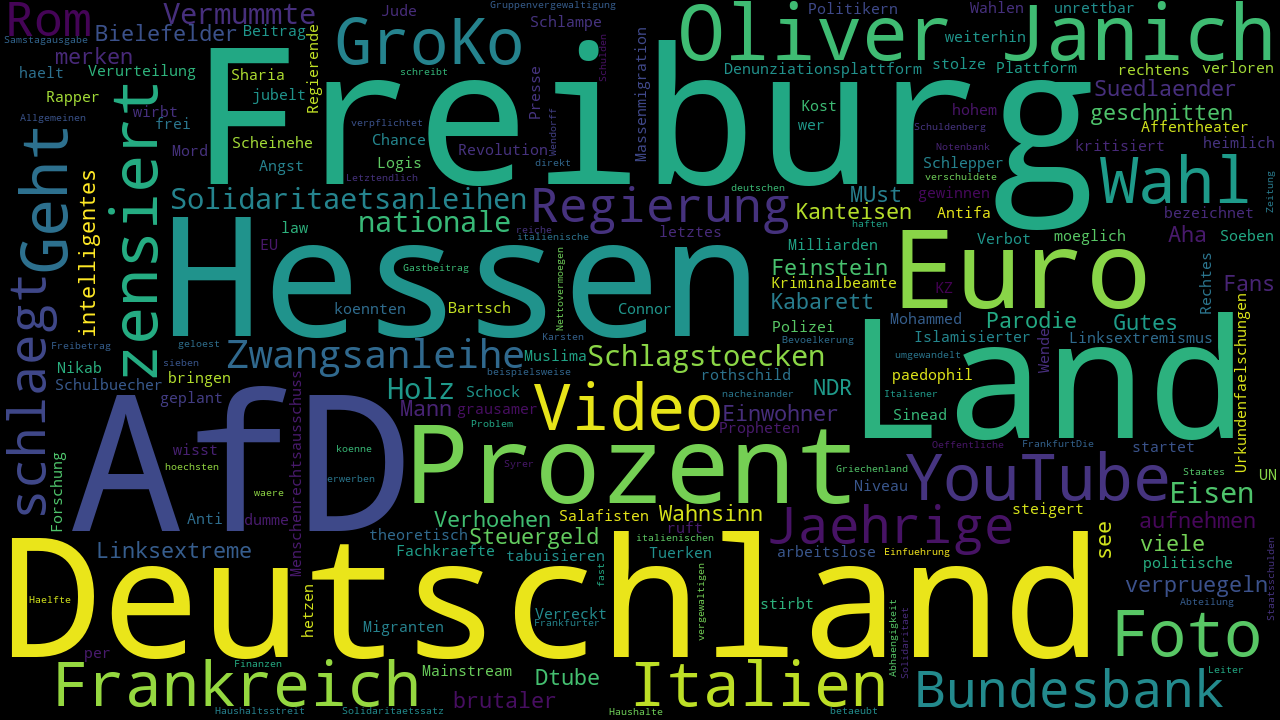 Rom
Vermummte
Jude
Gruppenvergewaltigung
Schlampe
Oliver Janich
Politikern
Wahlen
unrettbar
Samstagausgabe
Bielefelder
Beitrag
GroKo
weiterhin
merken
Regierende
Schulden
Massenmigration
haelt
Verurteilung
Sharia
schreibt
Presse
Denunziationsplattform
stolze
Plattform
rechtens
verloren
Rapper
jubelt
Freiburg
Kost
hohem
Suedlaender
geschnitten
Allgemeinen
wirbt
frei
verpflichtet
Wendorff
wer
Schuldenberg
Affentheater
zensiert
Scheinehe
Chance
Revolution
kritisiert
heimlich
Mord
Angst
Logis
direkt
Schlepper
Notenbank
Geht
intelligentes
Letztendlich
verschuldete
Wahl
Zeitung
Solidaritaetsanleihen
Regierung
deutschen
MUst
gewinnen
nationale
Kanteisen
Antifa
bezeichnet
law
reiche
letztes
haften
EU
italienische
Milliarden
Verbot
moeglich
Aha
Soeben
Hessen
Gastbeitrag
Nettovermoegen
Feinstein
Euro
Rechtes
Kriminalbeamte
KZ
Fans
koennten
Bartsch
Connor
Kabarett
schlaegt
Polizei
Mohammed
Parodie
Gutes
Urkundenfaelschungen
Freibetrag
geloest
Karsten
Bevoelkerung
Land
Islamisierter
Linksextremismus
Nikab
sieben
Zwangsanleihe
Muslima
Schlagstoecken
umgewandelt
Wende
Schulbuecher
bringen
beispielsweise
rothschild
paedophil
geplant
Holz
Schock
nacheinander
NDR
Italiener
AfD
Mann
grausamer
Video
Einwohner
Sinead
Menschenrechtsausschuss
Problem
Propheten
wisst
Prozent
Oeffentliche
FrankfurtDie
startet
Forschung
hoechsten
koenne
Syrer
Griechenland
YouTube
Staates
UN
waere
erwerben
Niveau
Eisen
Anti
dumme
Verhoehen
Salafisten
Wahnsinn
Jaehrige
steigert
aufnehmen
theoretisch
Steuergeld
ruft
italienischen
see
viele
Linksextreme
Fachkraefte
tabuisieren
Tuerken
arbeitslose
Einfuehrung
politische
Deutschland
fast
vergewaltigen
Staatsschulden
Haelfte
hetzen
Verreckt
stirbt
verpruegeln
Migranten
Frankfurter
Abhaengigkeit
Solidaritaet
Abteilung
Foto
per
Finanzen
Mainstream
Dtube
Leiter
Frankreich
brutaler
Italien
Bundesbank
Haushaltsstreit
Solidaritaetssatz
Haushalte
betaeubt